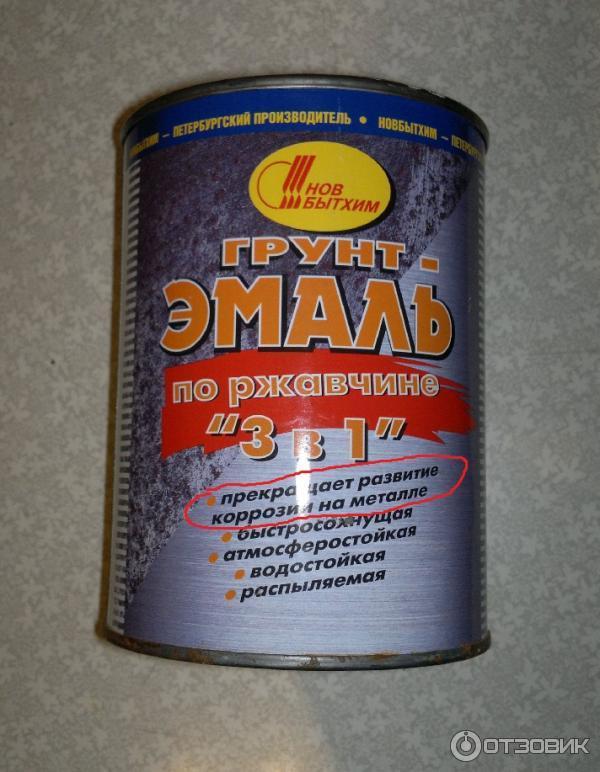 НОВБЫТХИМ – ПЕТЕРБУРГСКИЙ ПРОИЗВОДИТЕЛЬ • НОВБЫТХИМ –
НОВ
БЫТХИМ
ГРУНТ-
ЭМАЛЬ
по ржавчине
"3 в 1"
• прекращает развитие
коррозии на металле
• быстросохнущая
• атмосферостойкая
• водостойкая
• распыляемая
ОТЗОВИК